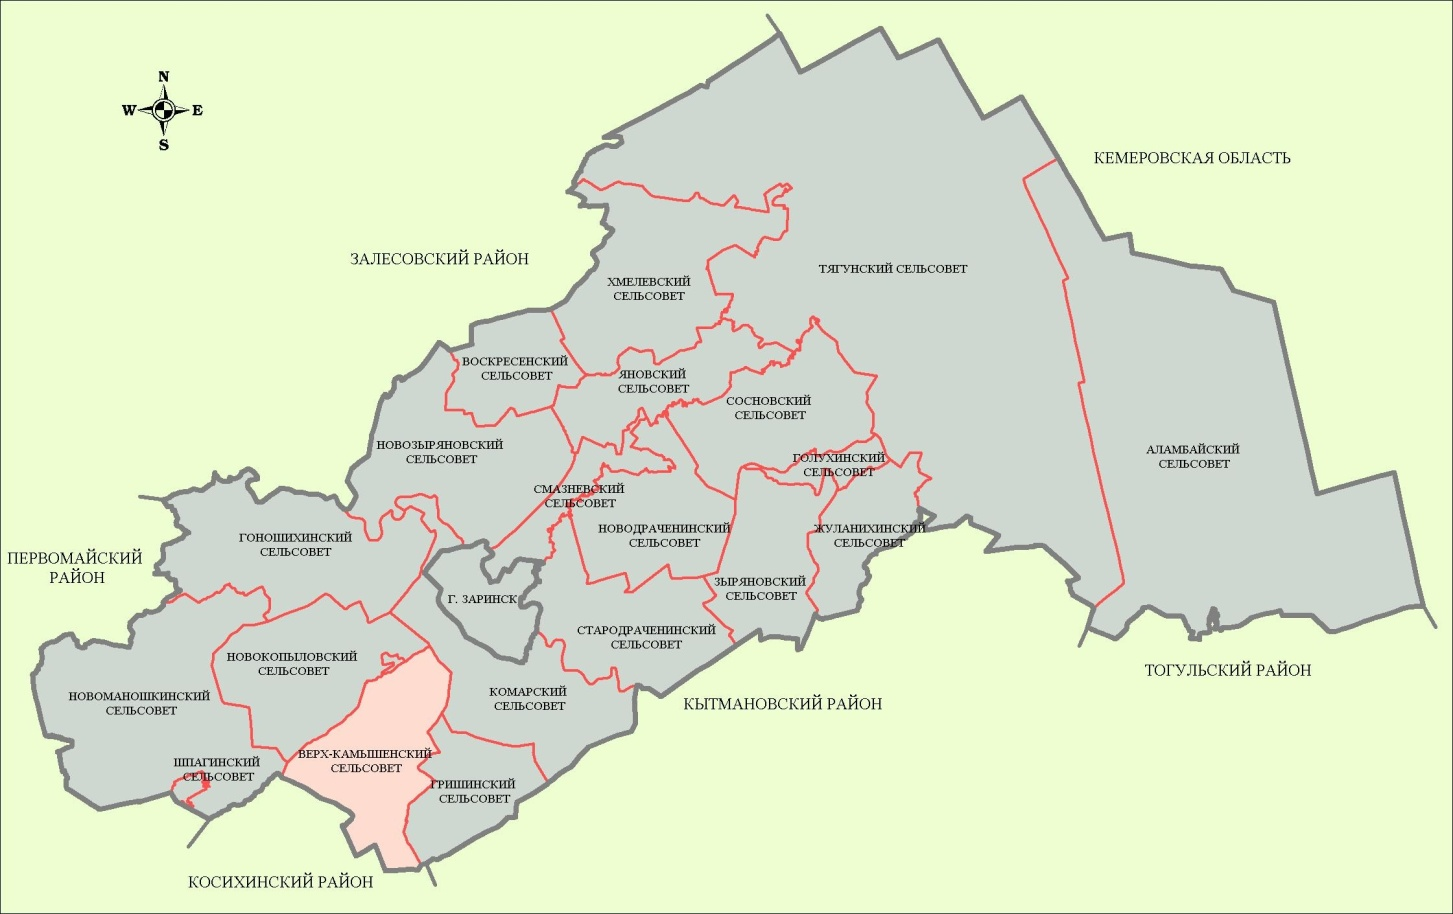 N
W E
S
КЕМЕРОВСКАЯ ОБЛАСТЬ
ЗАЛЕСОВСКИЙ РАЙОН
ТЯГУНСКИЙ СЕЛЬСОВЕТ
ХМЕЛЕВСКИЙ
СЕЛЬСОВЕТ
ВОСКРЕСЕНСКИЙ
СЕЛЬСОВЕТ
ЯНОВСКИЙ
СЕЛЬСОВЕТ
СОСНОВСКИЙ
СЕЛЬСОВЕТ
НОВОЗЫРЯНОВСКИЙ
СЕЛЬСОВЕТ
ГОЛУХИНСКИЙ
СЕЛЬСОВЕТ
АЛАМБАЙСКИЙ
СЕЛЬСОВЕТ
СМАЗНЕВСКИЙ
СЕЛЬСОВЕТ
НОВОДРАЧЕНИНСКИЙ
СЕЛЬСОВЕТ
ЖУЛАНИХИНСКИЙ
СЕЛЬСОВЕТ
ГОНОШИХИНСКИЙ
СЕЛЬСОВЕТ
ПЕРВОМАЙСКИЙ
РАЙОН
ЗЫРЯНОВСКИЙ
СЕЛЬСОВЕТ
Г. ЗАРИНСК
СТАРОДРАЧЕНИНСКИЙ
СЕЛЬСОВЕТ
НОВОКОПЫЛОВСКИЙ
СЕЛЬСОВЕТ
ТОГУЛЬСКИЙ РАЙОН
НОВОМАНОШКИНСКИЙ
СЕЛЬСОВЕТ
КОМАРСКИЙ
СЕЛЬСОВЕТ
КЫТМАНОВСКИЙ РАЙОН
ШПАГИНСКИЙ
СЕЛЬСОВЕТ
ВЕРХ-КАМЫШЕНСКИЙ
СЕЛЬСОВЕТ
ГРИШИНСКИЙ
СЕЛЬСОВЕТ
КОСИХИНСКИЙ РАЙОН